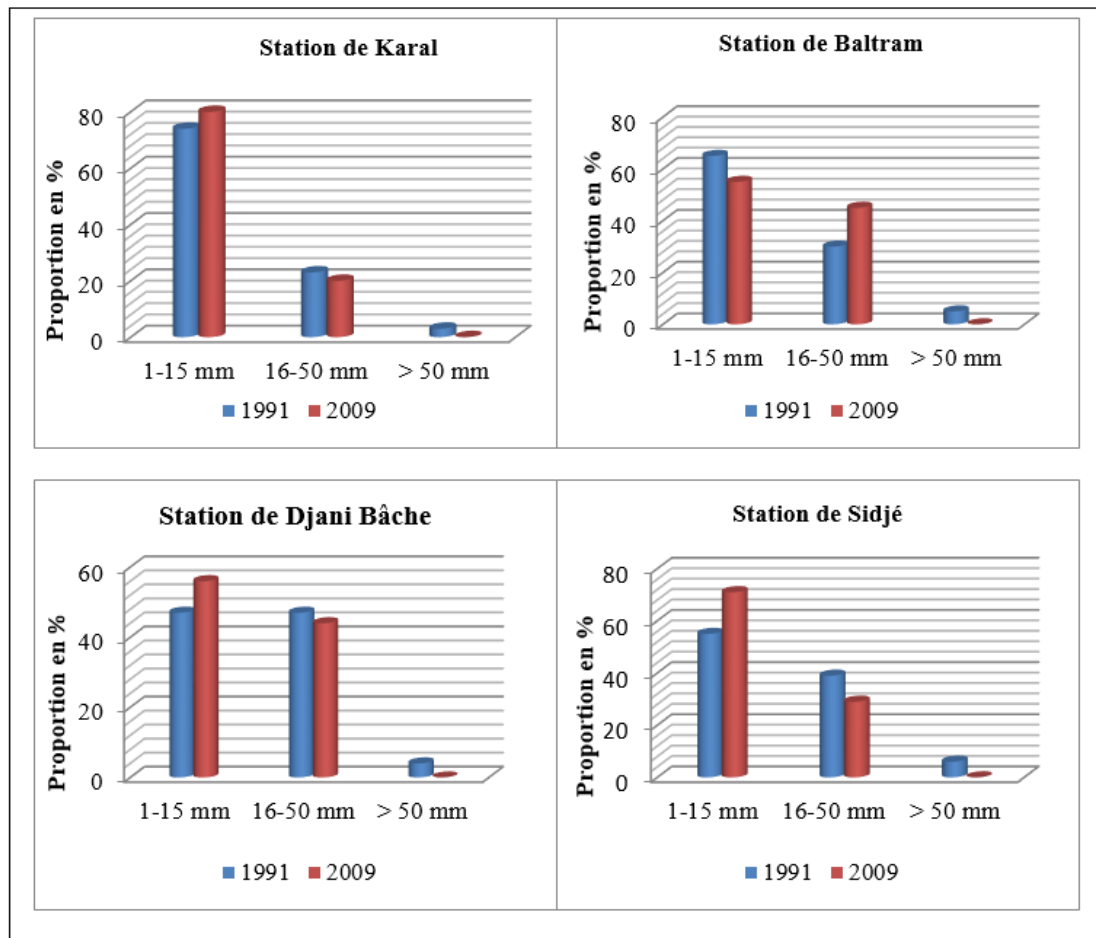 Station de Karal
Proportion en %
80
60
40
20
0
1-15 mm 16-50 mm > 50 mm
1991 2009
Station de Baltram
Proportion en %
80
60
40
20
0
1-15 mm 16-50 mm > 50 mm
1991 2009
Station de Djani Bâche
Proportion en %
60
40
20
0
1-15 mm 16-50 mm > 50 mm
1991 2009
Station de Sidjé
Proportion en %
80
60
40
20
0
1-15 mm 16-50 mm > 50 mm
1991 2009